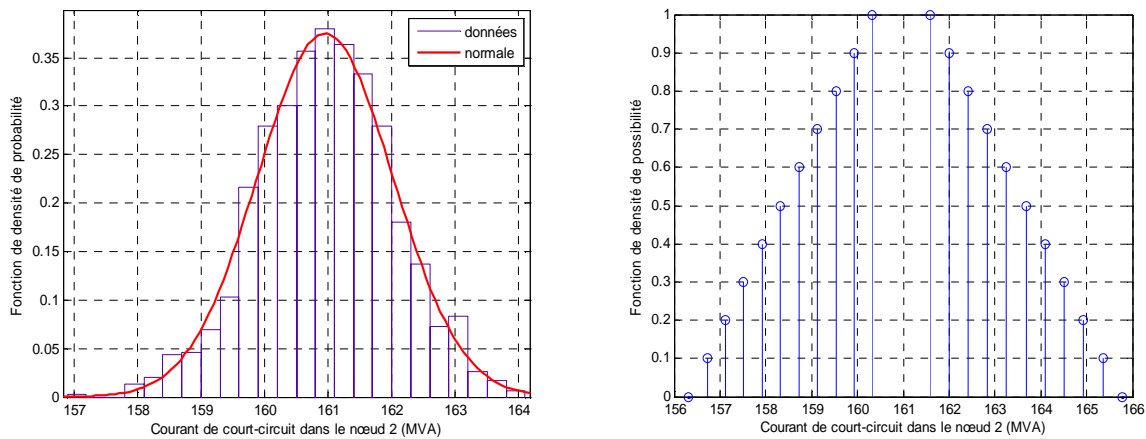 Fonction de densité de probabilité
0.35
0.3
0.25
0.2
0.15
0.1
0.05
0
157 158 159 160 161 162 163 164
Courant de court-circuit dans le nœud 2 (MVA)
données
normale
Fonction de densité de possibilité
1
0.9
0.8
0.7
0.6
0.5
0.4
0.3
0.2
0.1
0
156 157 158 159 160 161 162 163 164 165 166
Courant de court-circuit dans le nœud 2 (MVA)